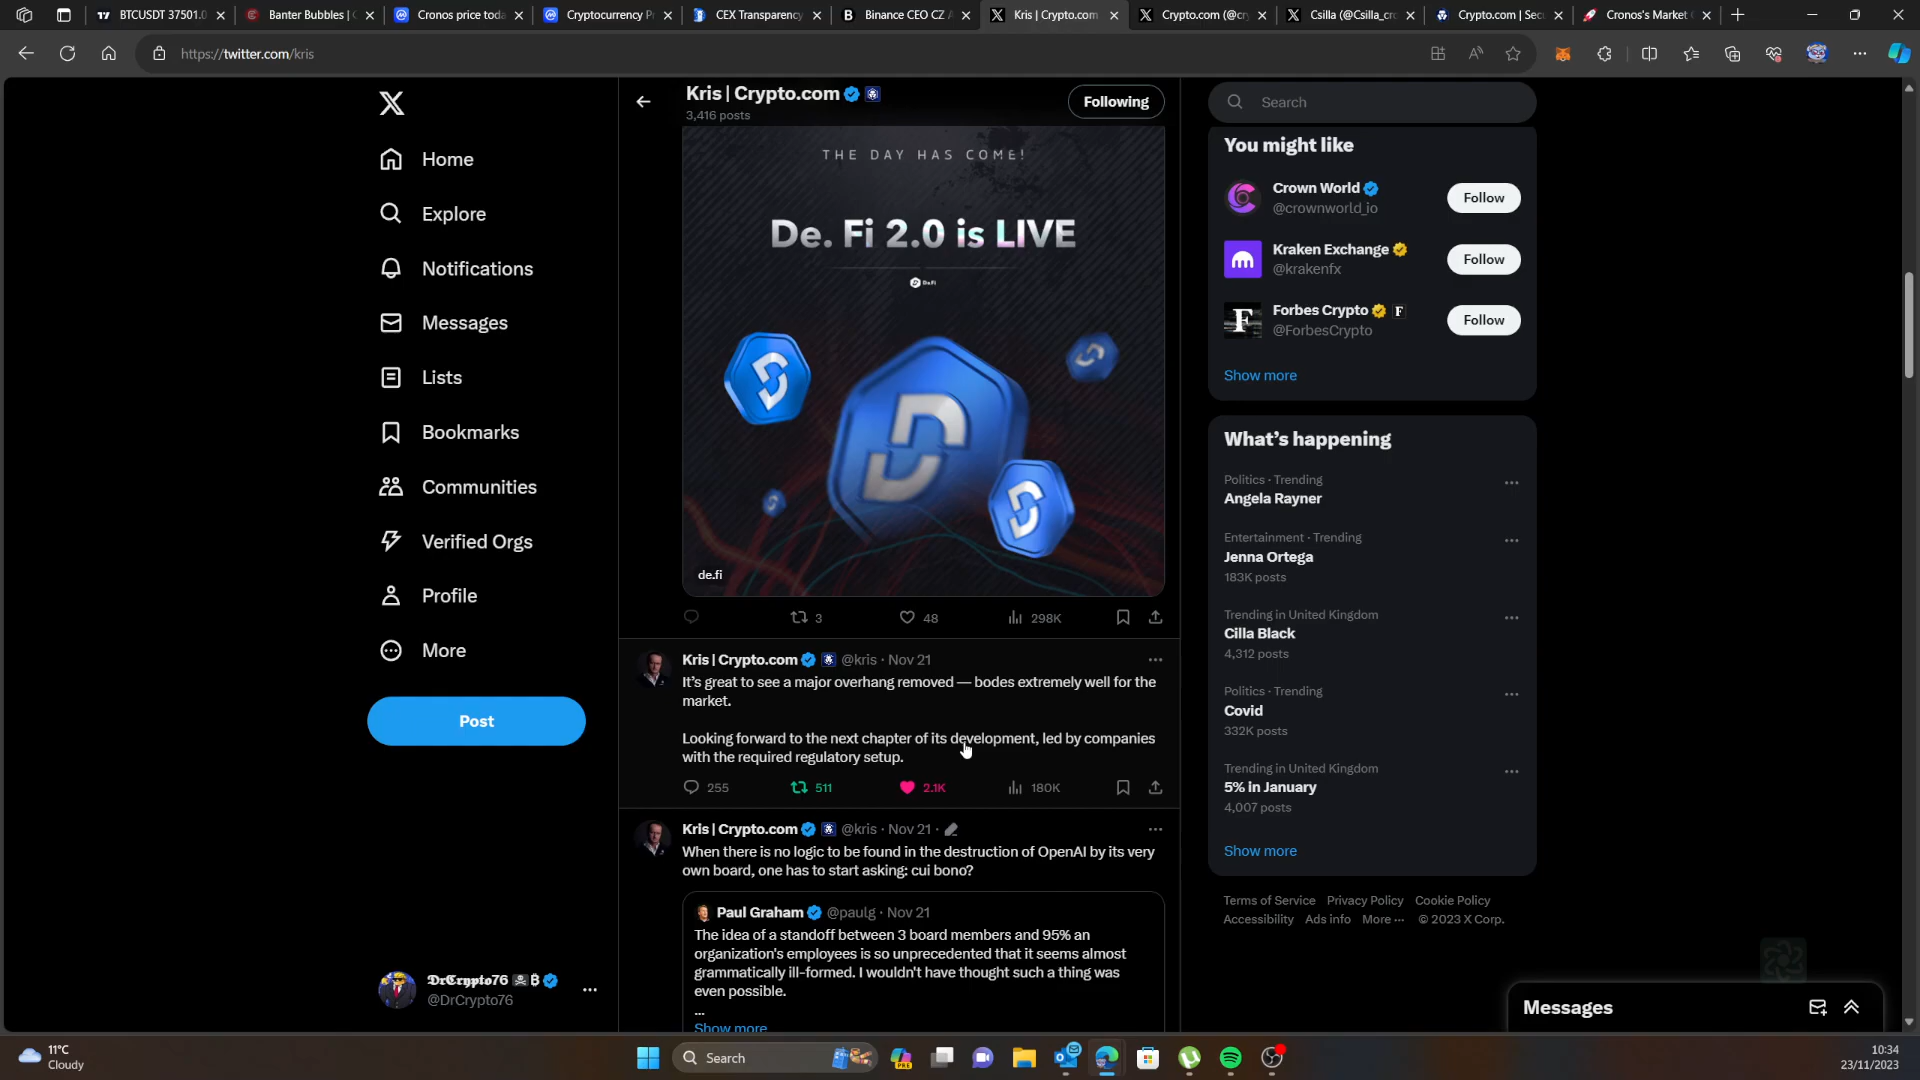 BTCUSDT 37501.0
Banter Bubbles |
Cronos price toda
Cryptocurrency P
CEX Transparency
Binance CEO CZ
Kris | Crypto.com
Crypto.com (@cry
Csilla (@Csilla_cro
Crypto.com | Secu
Cronos's Market
https://twitter.com/kris
Home
Explore
Notifications
Messages
Lists
Bookmarks
Communities
Verified Orgs
Profile
More
Post
DrCrypto76
@DrCrypto76
Kris | Crypto.com
3,416 posts
Following
THE DAY HAS COME!
De. Fi 2.0 is LIVE
De.Fi
de.fi
3
48
298K
Kris | Crypto.com @kris · Nov 21
It's great to see a major overhang removed — bodes extremely well for the
market.
Looking forward to the next chapter of its development, led by companies
with the required regulatory setup.
255
511
2.1K
180K
Kris | Crypto.com @kris · Nov 21 ·
When there is no logic to be found in the destruction of OpenAI by its very
own board, one has to start asking: cui bono?
Paul Graham @paulg · Nov 21
The idea of a standoff between 3 board members and 95% an
organization's employees is so unprecedented that it seems almost
grammatically ill-formed. I wouldn't have thought such a thing was
even possible.
...
Show more
Search
You might like
Crown World
@crownworld_io
Follow
Kraken Exchange
@krakenfx
Follow
Forbes Crypto
@ForbesCrypto
Follow
Show more
What's happening
Politics · Trending
Angela Rayner
Entertainment · Trending
Jenna Ortega
183K posts
Trending in United Kingdom
Cilla Black
4,312 posts
Politics · Trending
Covid
332K posts
Trending in United Kingdom
5% in January
4,007 posts
Show more
Terms of Service Privacy Policy Cookie Policy
Accessibility Ads info More ··· © 2023 X Corp.
Messages
11°C
Cloudy
Search
PRE
10:34
23/11/2023